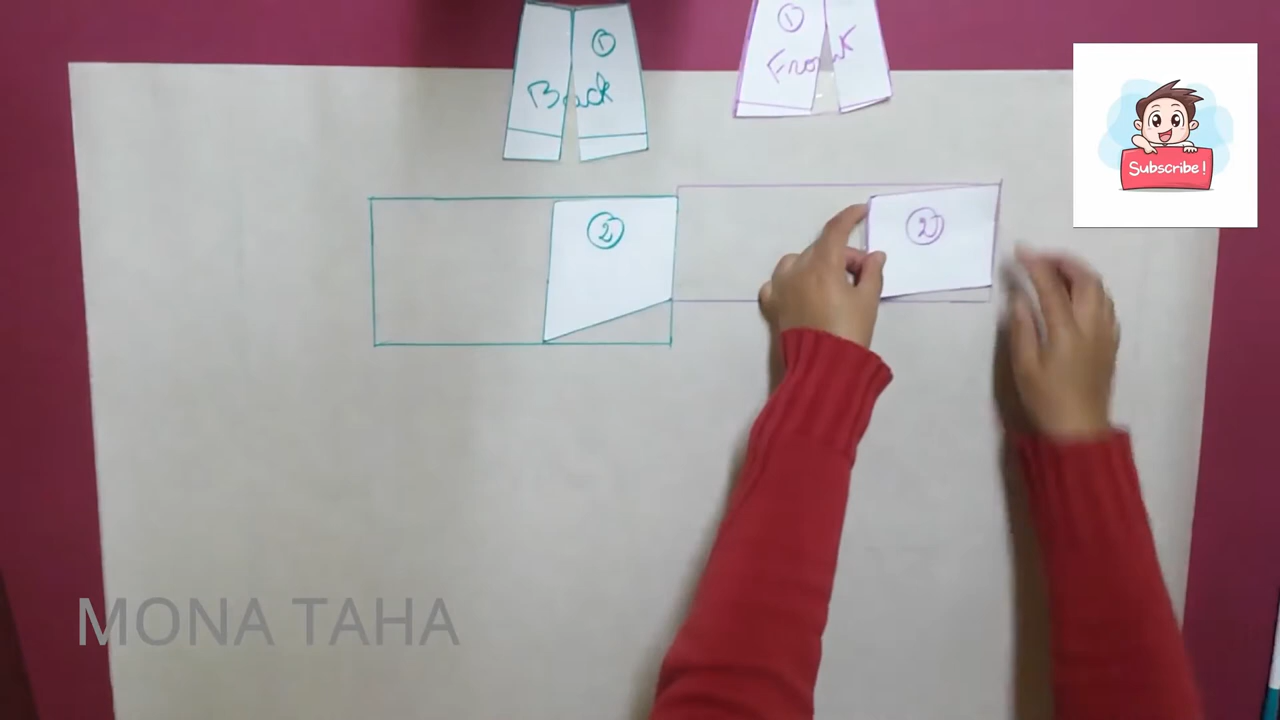 ①
Back
①
Front
Subscribe!
②
②
MONA TAHA